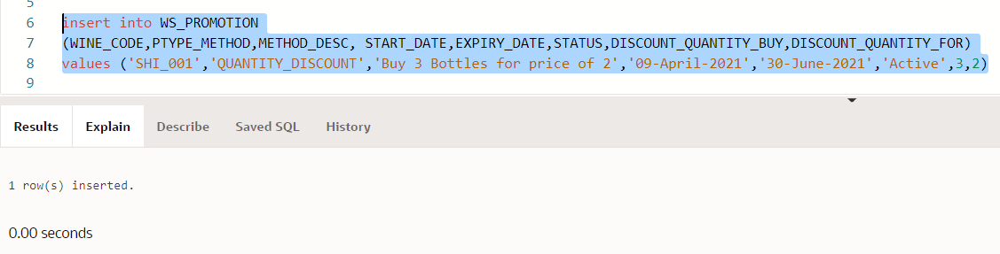 5
6 insert into WS_PROMOTION
7 (WINE_CODE,PTYPE_METHOD,METHOD_DESC, START_DATE,EXPIRY_DATE,STATUS,DISCOUNT_QUANTITY_BUY,DISCOUNT_QUANTITY_FOR)
8 values ('SHI_001','QUANTITY_DISCOUNT','Buy 3 Bottles for price of 2','09-April-2021','30-June-2021','Active',3,2)
9
Results Explain Describe Saved SQL History
1 row(s) inserted.
0.00 seconds